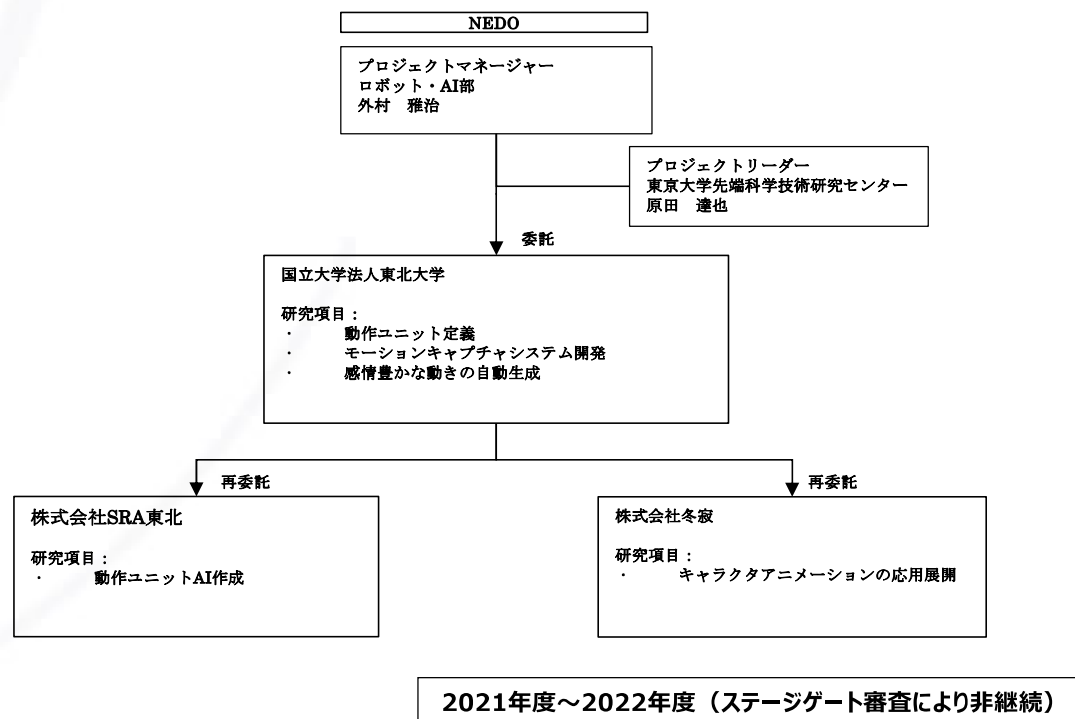 NEDO
プロジェクトマネージャー
ロボット・AI部
外村　雅治
プロジェクトリーダー
東京大学先端科学技術研究センター
原田　達也
委託
国立大学法人東北大学
研究項目：
・　動作ユニット定義
・　モーションキャプチャシステム開発
・　感情豊かな動きの自動生成
再委託
再委託
株式会社SRA東北
研究項目：
・　動作ユニットAI作成
株式会社冬寂
研究項目：
・　キャラクタアニメーションの応用展開
2021年度～2022年度（ステージゲート審査により非継続）